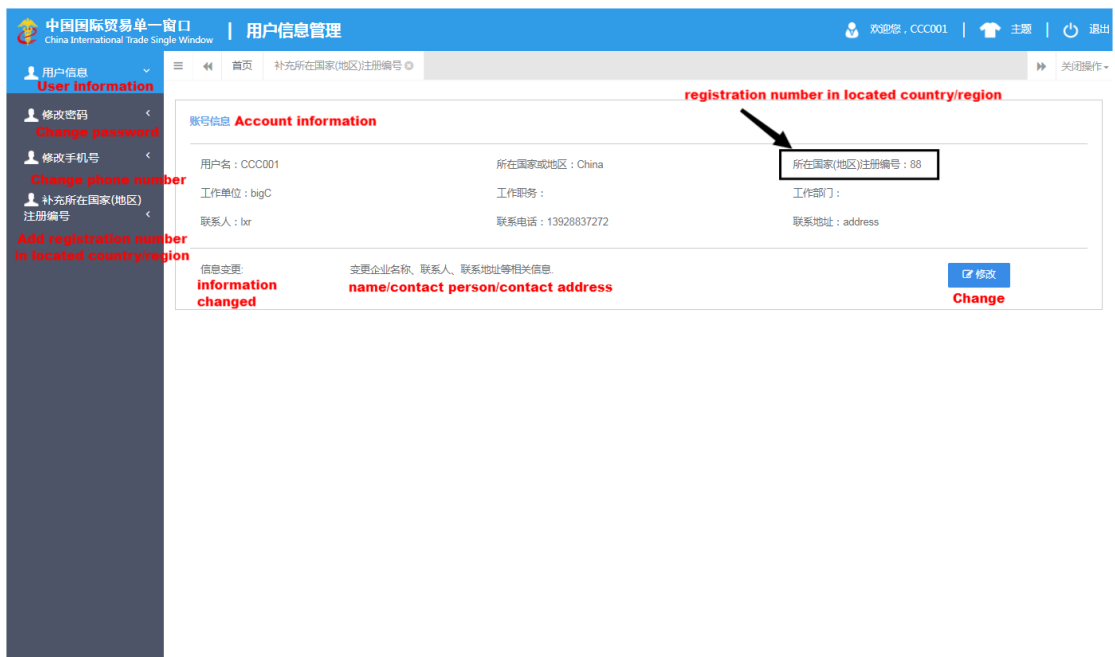 中国国际贸易单一窗口 | 用户信息管理
China International Trade Single Window
欢迎您 , CCC001 | 主题 | 退出
用户信息
User information
修改密码
Change password
修改手机号
Change phone number
补充所在国家(地区)
注册编号
Add registration number
in located country/region
首页 补充所在国家(地区)注册编号
关闭操作
registration number in located country/region
账号信息 Account information
用户名 : CCC001 所在国家或地区 : China 所在国家(地区)注册编号 : 88
工作单位 : bigC 工作职务 : 工作部门 :
联系人 : lxr 联系电话 : 13928837272 联系地址 : address
信息变更: 变更企业名称、联系人、联系地址等相关信息. 修改
information
changed
name/contact person/contact address
Change